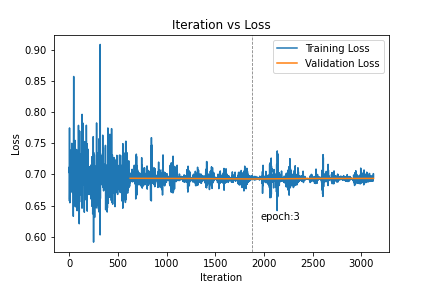 Iteration vs Loss
Training Loss
Validation Loss
0.90
0.85
0.80
0.75
0.70
0.65
0.60
Loss
epoch:3
0 500 1000 1500 2000 2500 3000
Iteration